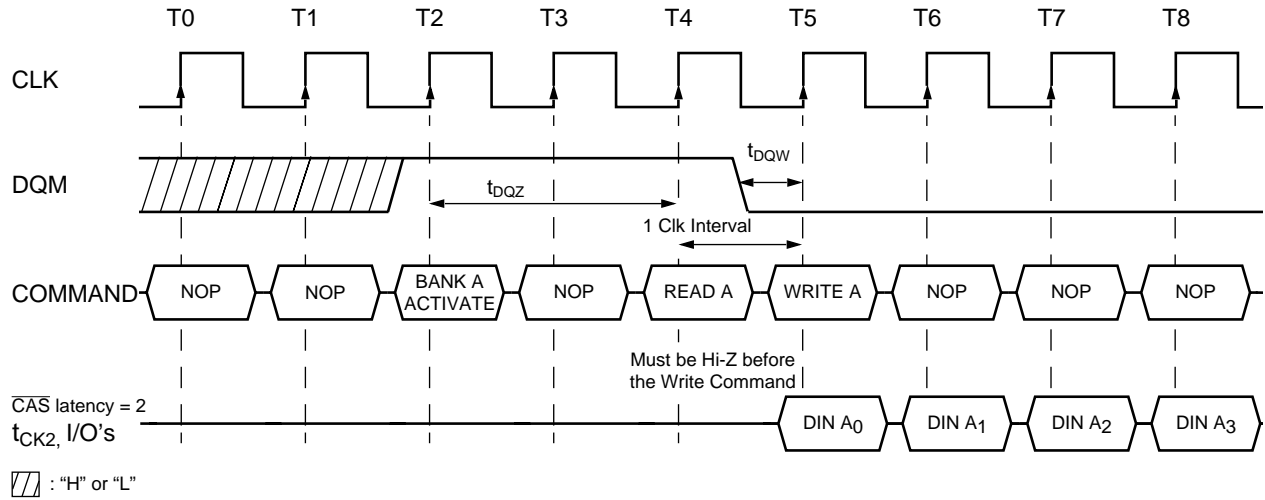 T0 T1 T2 T3 T4 T5 T6 T7 T8
CLK
tDQW
DQM
tDQZ
1 Clk Interval
COMMAND NOP NOP BANK A ACTIVATE NOP READ A WRITE A NOP NOP NOP
Must be Hi-Z before
the Write Command
CAS latency = 2
tCK2, I/O's DIN A0 DIN A1 DIN A2 DIN A3
: “H” or “L”